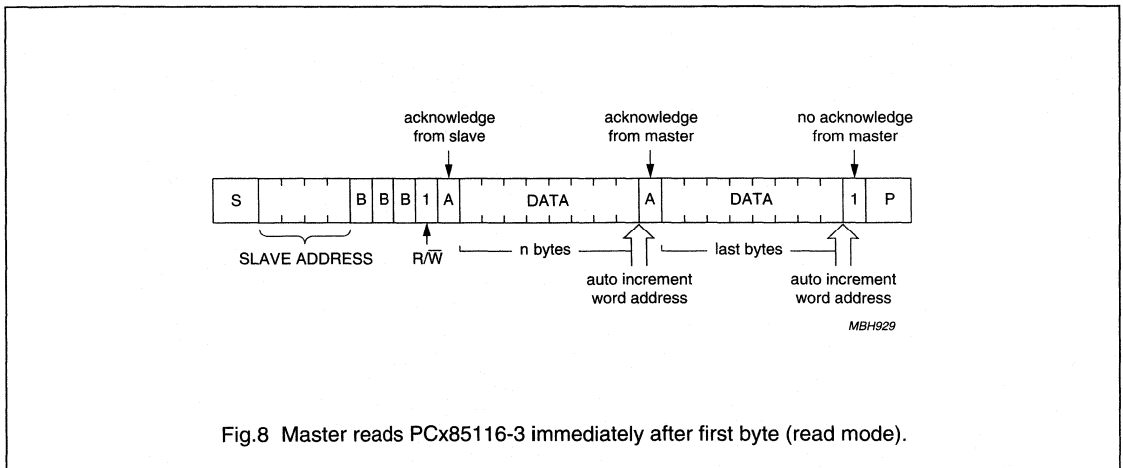 acknowledge from slave
acknowledge from master
no acknowledge from master
S B B B 1 A DATA A DATA 1 P
SLAVE ADDRESS
R/W̅
n bytes
last bytes
auto increment word address
auto increment word address
MBH929
Fig.8 Master reads PCx85116-3 immediately after first byte (read mode).